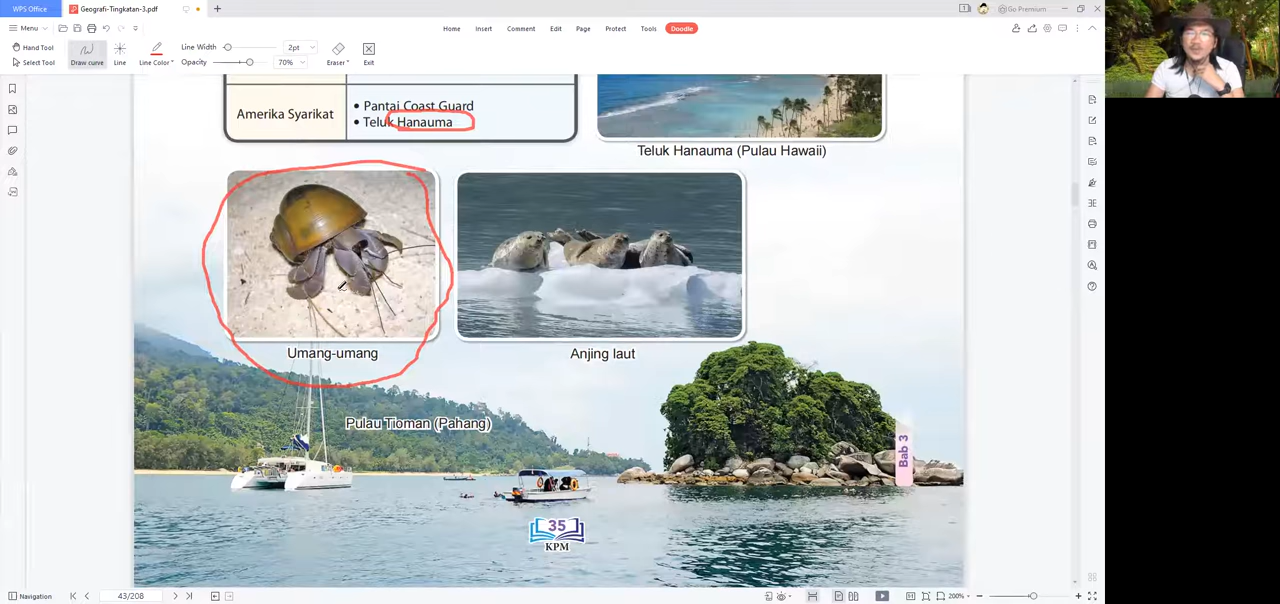 WPS Office
Geografi-Tingkatan-3.pdf
Go Premium
Menu
Home Insert Comment Edit Page Protect Tools Doodle
Hand Tool
Select Tool
Draw curve
Line
Line Color
Line Width
2pt
Opacity
70%
Eraser
Exit
Amerika Syarikat
• Pantai Coast Guard
• Teluk Hanauma
Teluk Hanauma (Pulau Hawaii)
Umang-umang
Anjing laut
Pulau Tioman (Pahang)
Bab 3
35
KPM
Navigation
43/208
200%